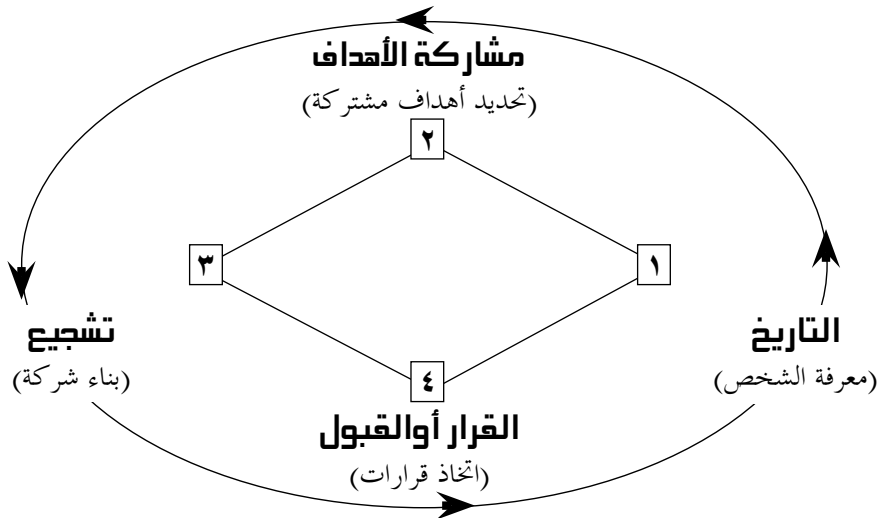 مشاركة الأهداف
(تحديد أهداف مشتركة)
٢
٣
١
تشجيع
(بناء شركة)
التاريخ
(معرفة الشخص)
٤
القرار أوالقبول
(اتخاذ قرارات)